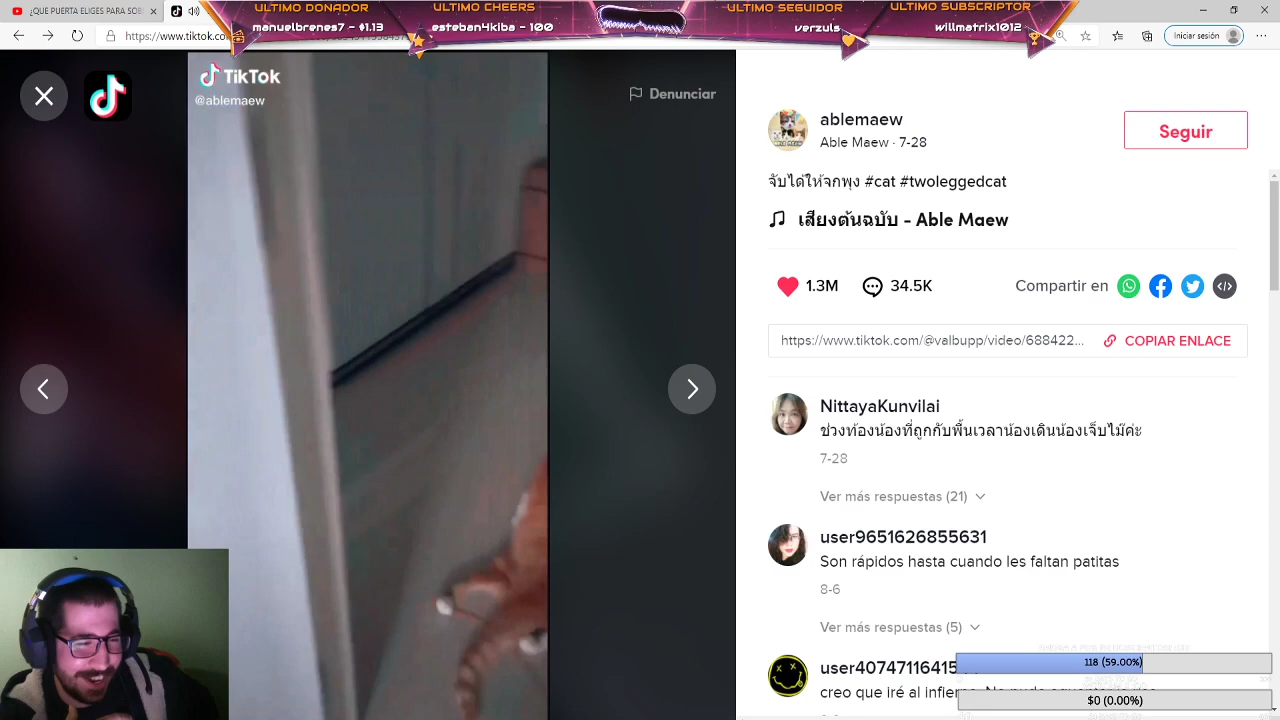 ULTIMO DONADOR
ULTIMO CHEERS
ULTIMO SEGUIDOR
ULTIMO SUBSCRIPTOR
manuelbrenes7 - $1.13
esteban4kiba - 100
verzuls
willmatrix1012
https://www.tiktok.co
Iniciar sesión
TikTok
@ablemaew
Denunciar
ablemaew
Able Maew · 7-28
Seguir
จับได้ให้จกพุง #cat #twoleggedcat
เสียงต้นฉบับ - Able Maew
1.3M
34.5K
Compartir en
https://www.tiktok.com/@valbupp/video/688422...
COPIAR ENLACE
NittayaKunvilai
ช่วงท้องน้องที่ถูกกับพื้นเวลาน้องเดินน้องเจ็บไม๊ค่ะ
7-28
Ver más respuestas (21)
user9651626855631
Son rápidos hasta cuando les faltan patitas
8-6
Ver más respuestas (5)
118 (59.00%)
creo que iré al
$0 (0.00%)